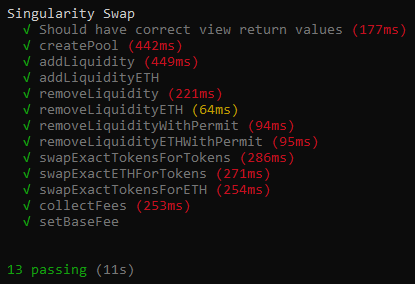 Singularity Swap
√ Should have correct view return values (177ms)
√ createPool (442ms)
√ addLiquidity (449ms)
√ addLiquidityETH
√ removeLiquidity (221ms)
√ removeLiquidityETH (64ms)
√ removeLiquidityWithPermit (94ms)
√ removeLiquidityETHWithPermit (95ms)
√ swapExactTokensForTokens (286ms)
√ swapExactETHForTokens (271ms)
√ swapExactTokensForETH (254ms)
√ collectFees (253ms)
√ setBaseFee
13 passing (11s)